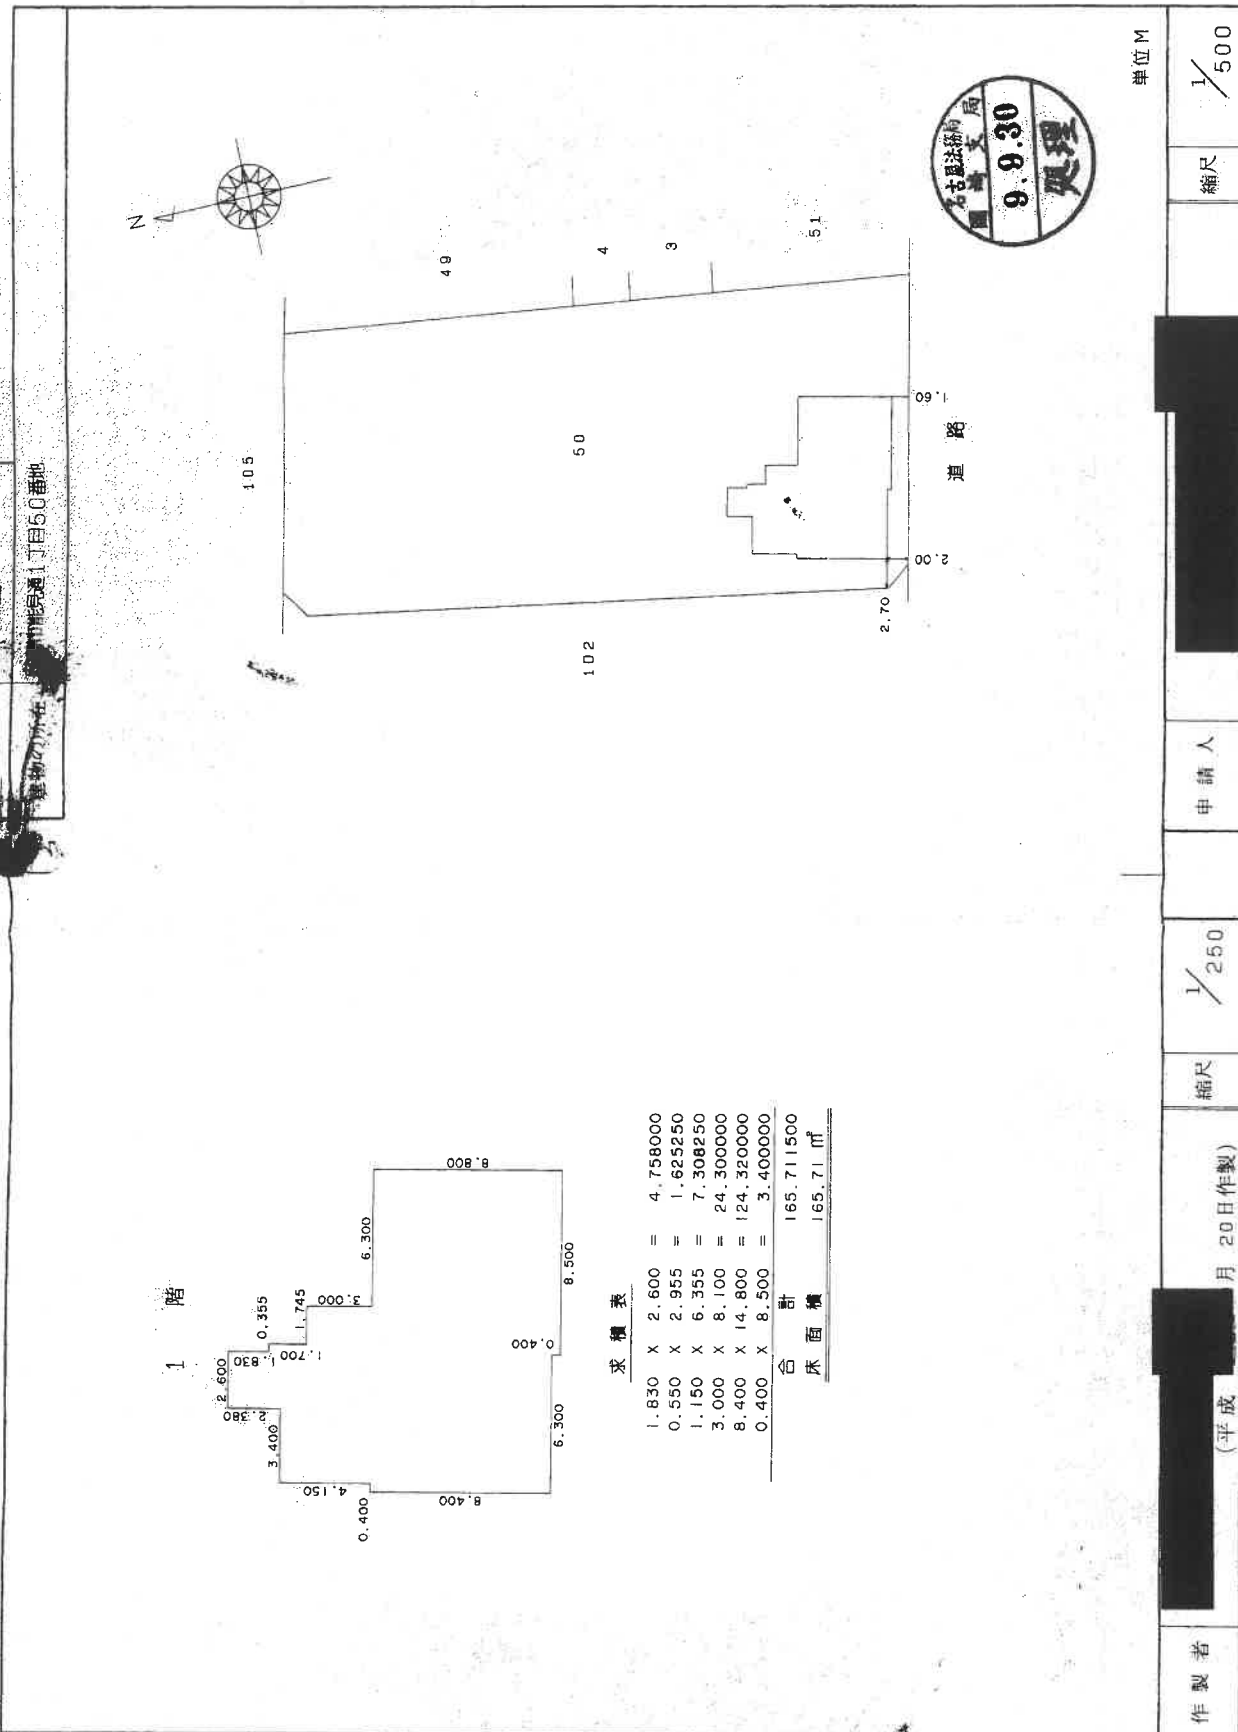 建物の所在
能見通1丁目50番地
1 階
2.600
1.830
0.355
1.700
1.745
3.000
6.300
8.800
8.500
0.400
6.300
8.400
0.400
4.150
3.400
2.380
求積表
1.830 X 2.600 = 4.758000
0.550 X 2.955 = 1.625250
1.150 X 6.355 = 7.308250
3.000 X 8.100 = 24.300000
8.400 X 14.800 = 124.320000
0.400 X 8.500 = 3.400000
合計 165.711500
床面積 165.71 ㎡
N
105
49
4
3
51
50
102
1.60
2.00
2.70
道路
名古屋法務局
岡崎支局
9.9.30
処理
単位M
作製者
(平成
月 20日作製)
縮尺
1/250
申請人
縮尺
1/500